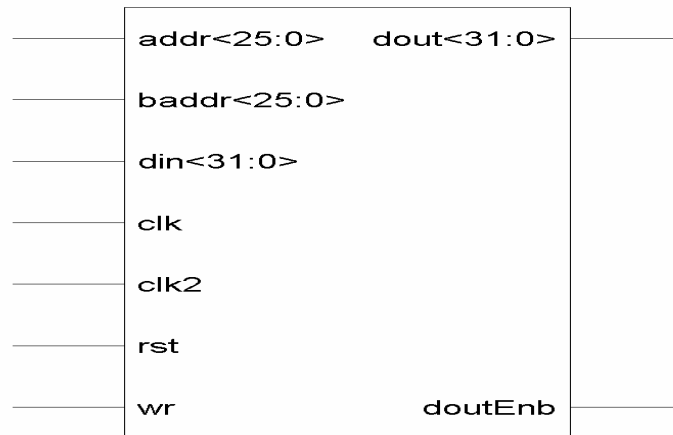 addr<25:0> dout<31:0>
baddr<25:0>
din<31:0>
clk
clk2
rst
wr doutEnb